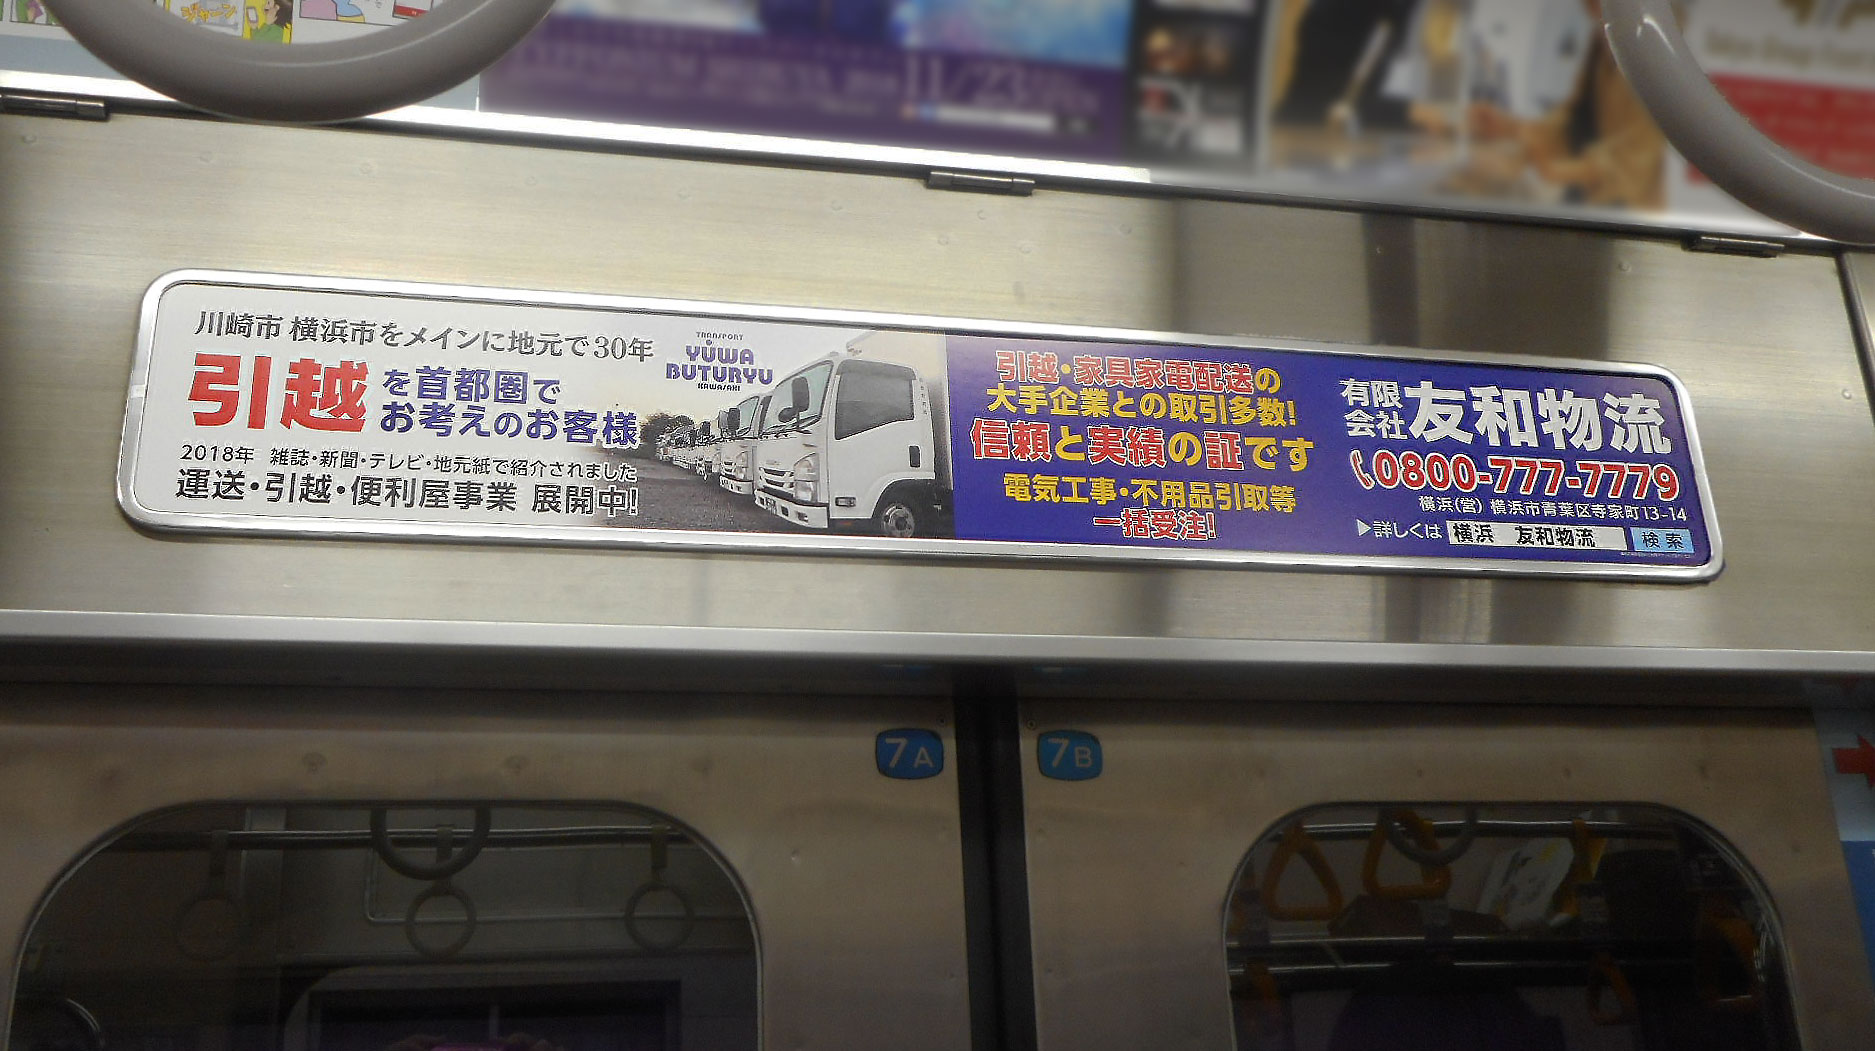 11/23
川崎市 横浜市をメインに地元で30年
引越を首都圏で
お考えのお客様
2018年 雑誌・新聞・テレビ・地元紙で紹介されました
運送・引越・便利屋事業 展開中!
TRANSPORT
YUWA
BUTURYU
KAWASAKI
引越・家具家電配送の
大手企業との取引多数!
信頼と実績の証です
電気工事・不用品引取等
一括受注!
有限会社 友和物流
0800-777-7779
横浜(営) 横浜市青葉区寺家町13-14
▶詳しくは 横浜 友和物流 検索
7A
7B